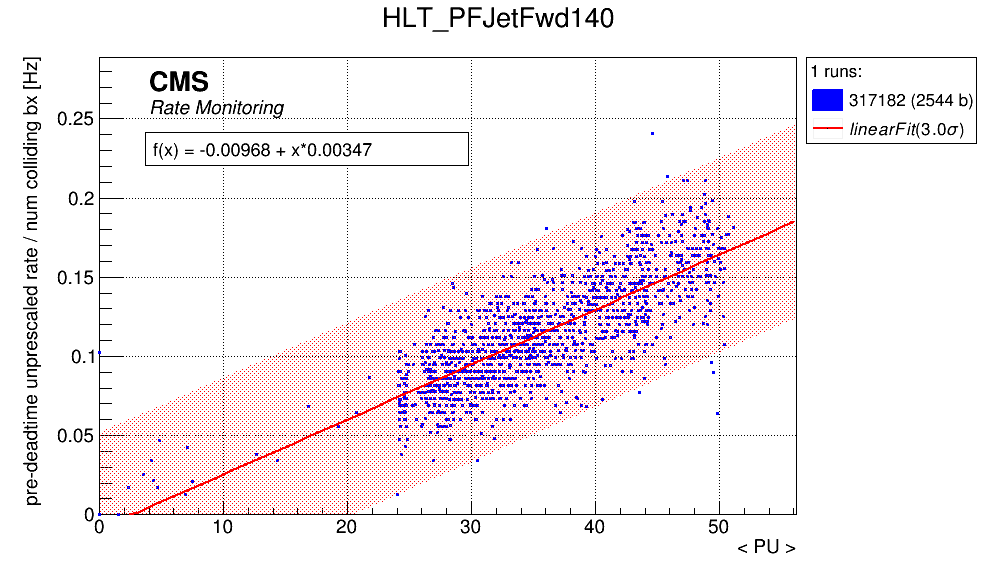 HLT_PFJetFwd140
pre-deadtime unprescaled rate / num colliding bx [Hz]
CMS
Rate Monitoring
f(x) = -0.00968 + x*0.00347
1 runs:
317182 (2544 b)
linearFit(3.0σ)
0.25
0.2
0.15
0.1
0.05
0
0 10 20 30 40 50
< PU >